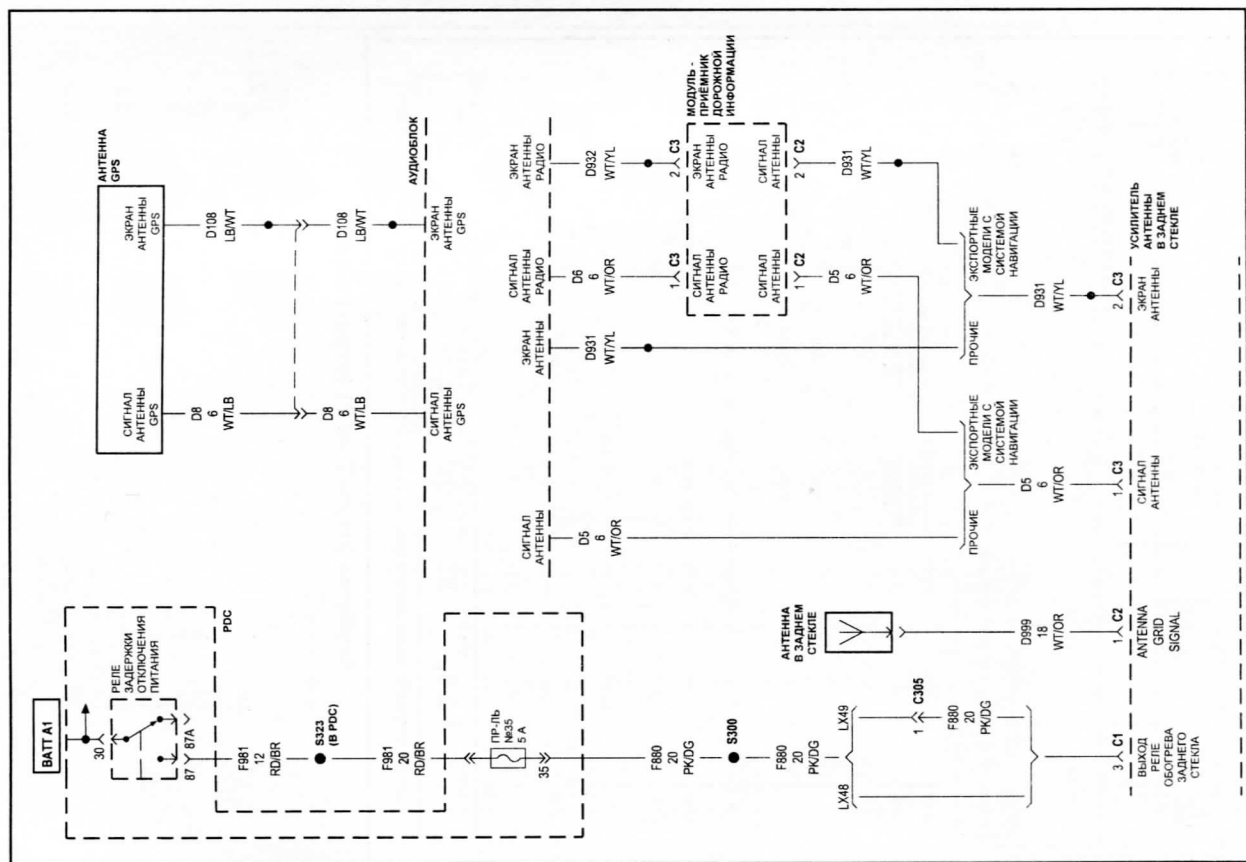 BATT A1
30
РЕЛЕ
ЗАДЕРЖКИ
ОТКЛЮЧЕНИЯ
ПИТАНИЯ
87
87A
PDC
F981
12
RD/BR
S323
(В PDC)
F981
20
RD/BR
ПР-ЛЬ
№35
5 А
35
F880
20
PK/DG
S300
F880
20
PK/DG
LX48
LX49
1
C305
F880
20
PK/DG
3
C1
ВЫХОД
РЕЛЕ
ОБОГРЕВА
ЗАДНЕГО
СТЕКЛА
АНТЕННА
В ЗАДНЕМ
СТЕКЛЕ
D999
18
WT/OR
1
C2
ANTENNA
GRID
SIGNAL
АНТЕННА
GPS
СИГНАЛ
АНТЕННЫ
GPS
ЭКРАН
АНТЕННЫ
GPS
D8
6
WT/LB
D108
LB/WT
D8
6
WT/LB
D108
LB/WT
АУДИОБЛОК
СИГНАЛ
АНТЕННЫ
GPS
ЭКРАН
АНТЕННЫ
GPS
СИГНАЛ
АНТЕННЫ
ЭКРАН
АНТЕННЫ
СИГНАЛ
АНТЕННЫ
РАДИО
ЭКРАН
АНТЕННЫ
РАДИО
D5
6
WT/OR
D931
WT/YL
D6
6
WT/OR
D932
WT/YL
1
C3
2
C3
МОДУЛЬ -
ПРИЁМНИК
ДОРОЖНОЙ
ИНФОРМАЦИИ
СИГНАЛ
АНТЕННЫ
РАДИО
ЭКРАН
АНТЕННЫ
РАДИО
СИГНАЛ
АНТЕННЫ
СИГНАЛ
АНТЕННЫ
1
C2
2
C2
D5
6
WT/OR
D931
WT/YL
ПРОЧИЕ
ЭКСПОРТНЫЕ
МОДЕЛИ С
СИСТЕМОЙ
НАВИГАЦИИ
ПРОЧИЕ
ЭКСПОРТНЫЕ
МОДЕЛИ С
СИСТЕМОЙ
НАВИГАЦИИ
D5
6
WT/OR
D931
WT/YL
1
C3
2
C3
СИГНАЛ
АНТЕННЫ
ЭКРАН
АНТЕННЫ
УСИЛИТЕЛЬ
АНТЕННЫ
В ЗАДНЕМ
СТЕКЛЕ